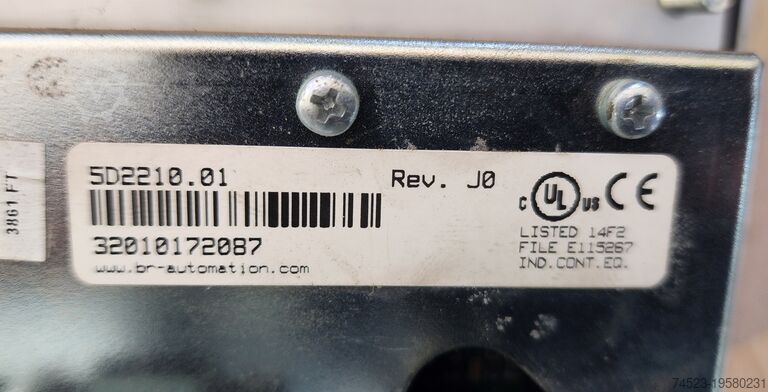 5D2210.01
Rev. J0
32010172087
www.br-automation.com
c UL us CE
LISTED 14F2
FILE E115267
IND.CONT.EQ.
3861 FT
74523-19580231